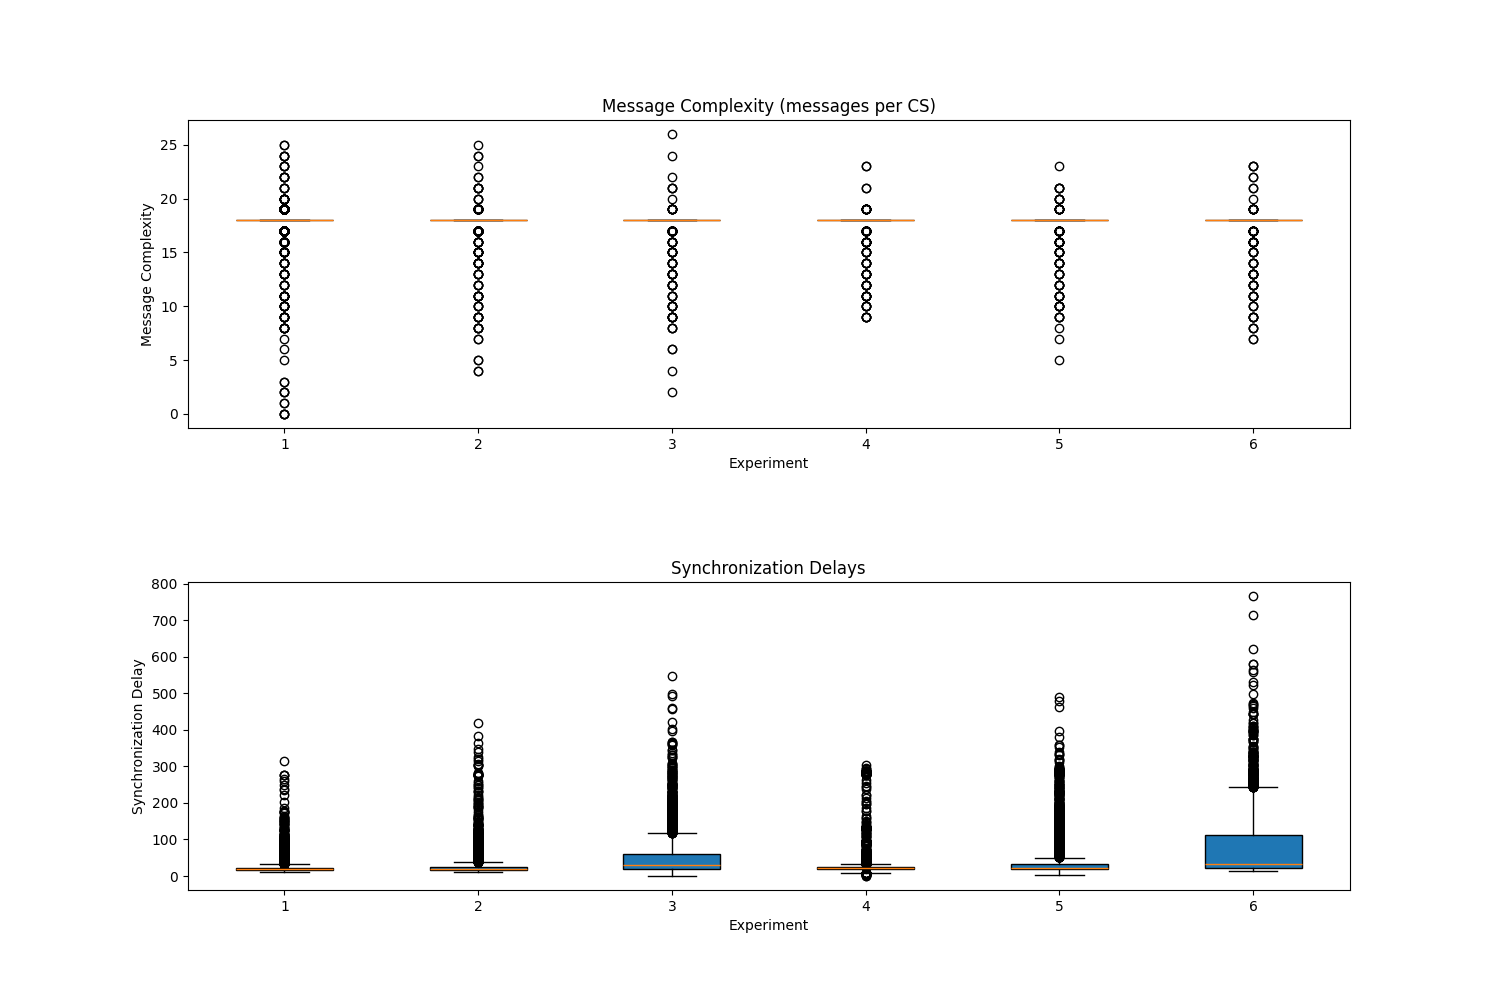 Message Complexity (messages per CS)
Message Complexity
25
20
15
10
5
0
1 2 3 4 5 6
Experiment
Synchronization Delays
Synchronization Delay
800
700
600
500
400
300
200
100
0
1 2 3 4 5 6
Experiment